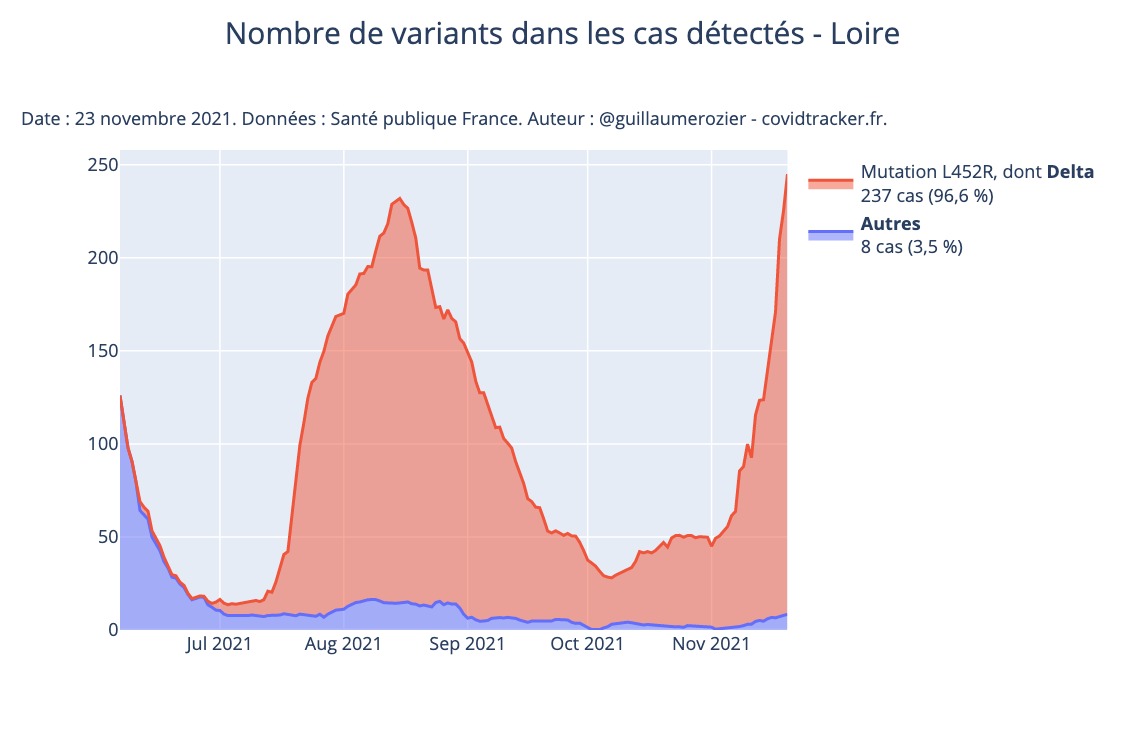 Nombre de variants dans les cas détectés - Loire
Date : 23 novembre 2021. Données : Santé publique France. Auteur : @guillaumerozier - covidtracker.fr.
250
200
150
100
50
0
Jul 2021
Aug 2021
Sep 2021
Oct 2021
Nov 2021
Mutation L452R, dont Delta
237 cas (96,6 %)
Autres
8 cas (3,5 %)